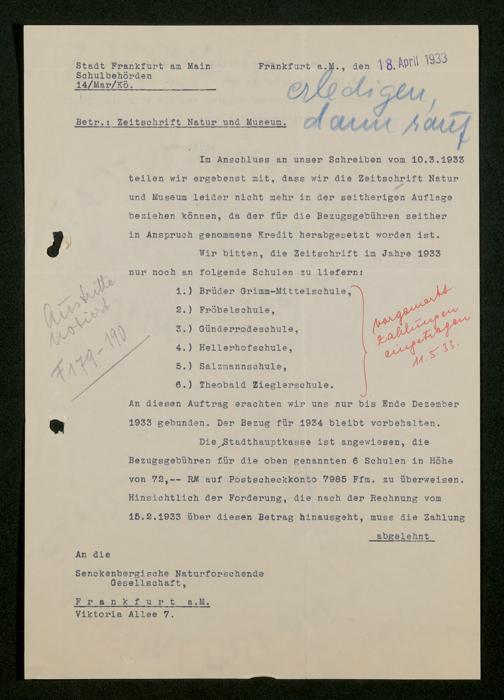 Stadt Frankfurt am Main
Schulbehörden
14/Mar/Kö.
Frankfurt a.M., den 18. April 1933
erledigen,
dann
Betr.: Zeitschrift Natur und Museum.
Im Anschluss an unser Schreiben vom 10.3.1933
teilen wir ergebenst mit, dass wir die Zeitschrift Natur
und Museum leider nicht mehr in der seitherigen Auflage
beziehen können, da der für die Bezugsgebühren seither
in Anspruch genommene Kredit herabgesetzt worden ist.
Wir bitten, die Zeitschrift im Jahre 1933
nur noch an folgende Schulen zu liefern:
1.) Brüder Grimm-Mittelschule,
2.) Fröbelschule,
3.) Günderrodeschule,
4.) Hellerhofschule,
5.) Salzmannschule,
6.) Theobald Zieglerschule.
vorgemerkt
Zahlungen
eingetragen
11.5.33.
Austritte
notiert
F 179-190
An diesen Auftrag erachten wir uns nur bis Ende Dezember
1933 gebunden. Der Bezug für 1934 bleibt vorbehalten.
Die Stadthauptkasse ist angewiesen, die
Bezugsgebühren für die oben genannten 6 Schulen in Höhe
von 72,-- RM auf Postscheckkonto 7985 Ffm. zu überweisen.
Hinsichtlich der Forderung, die nach der Rechnung vom
15.2.1933 über diesen Betrag hinausgeht, muss die Zahlung
abgelehnt
An die
Senckenbergische Naturforschende
Gesellschaft,
Frankfurt a.M.
Viktoria Allee 7.